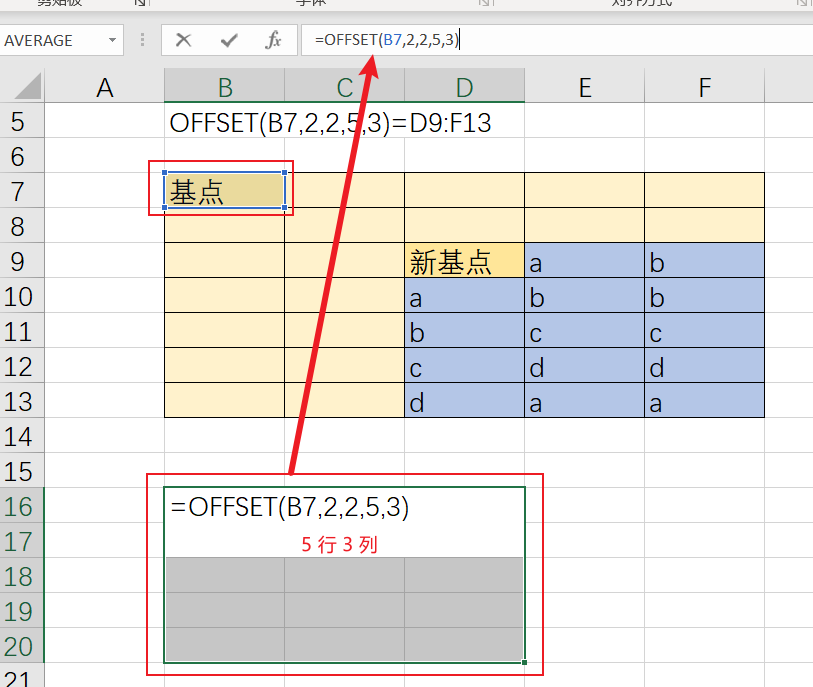 剪贴板 字体 对齐方式
AVERAGE =OFFSET(B7,2,2,5,3)
A B C D E F
5 OFFSET(B7,2,2,5,3)=D9:F13
6
7 基点
8
9 新基点 a b
10 a b b
11 b c c
12 c d d
13 d a a
14
15
16 =OFFSET(B7,2,2,5,3)
17 5 行 3 列
18
19
20
21